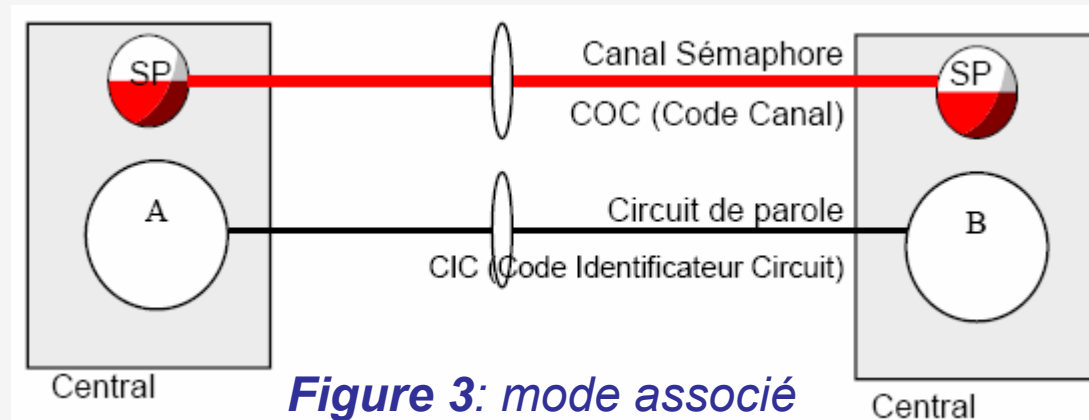 SP
Canal Sémaphore
SP
COC (Code Canal)
A
Circuit de parole
B
CIC (Code Identificateur Circuit)
Central
Figure 3: mode associé
Central